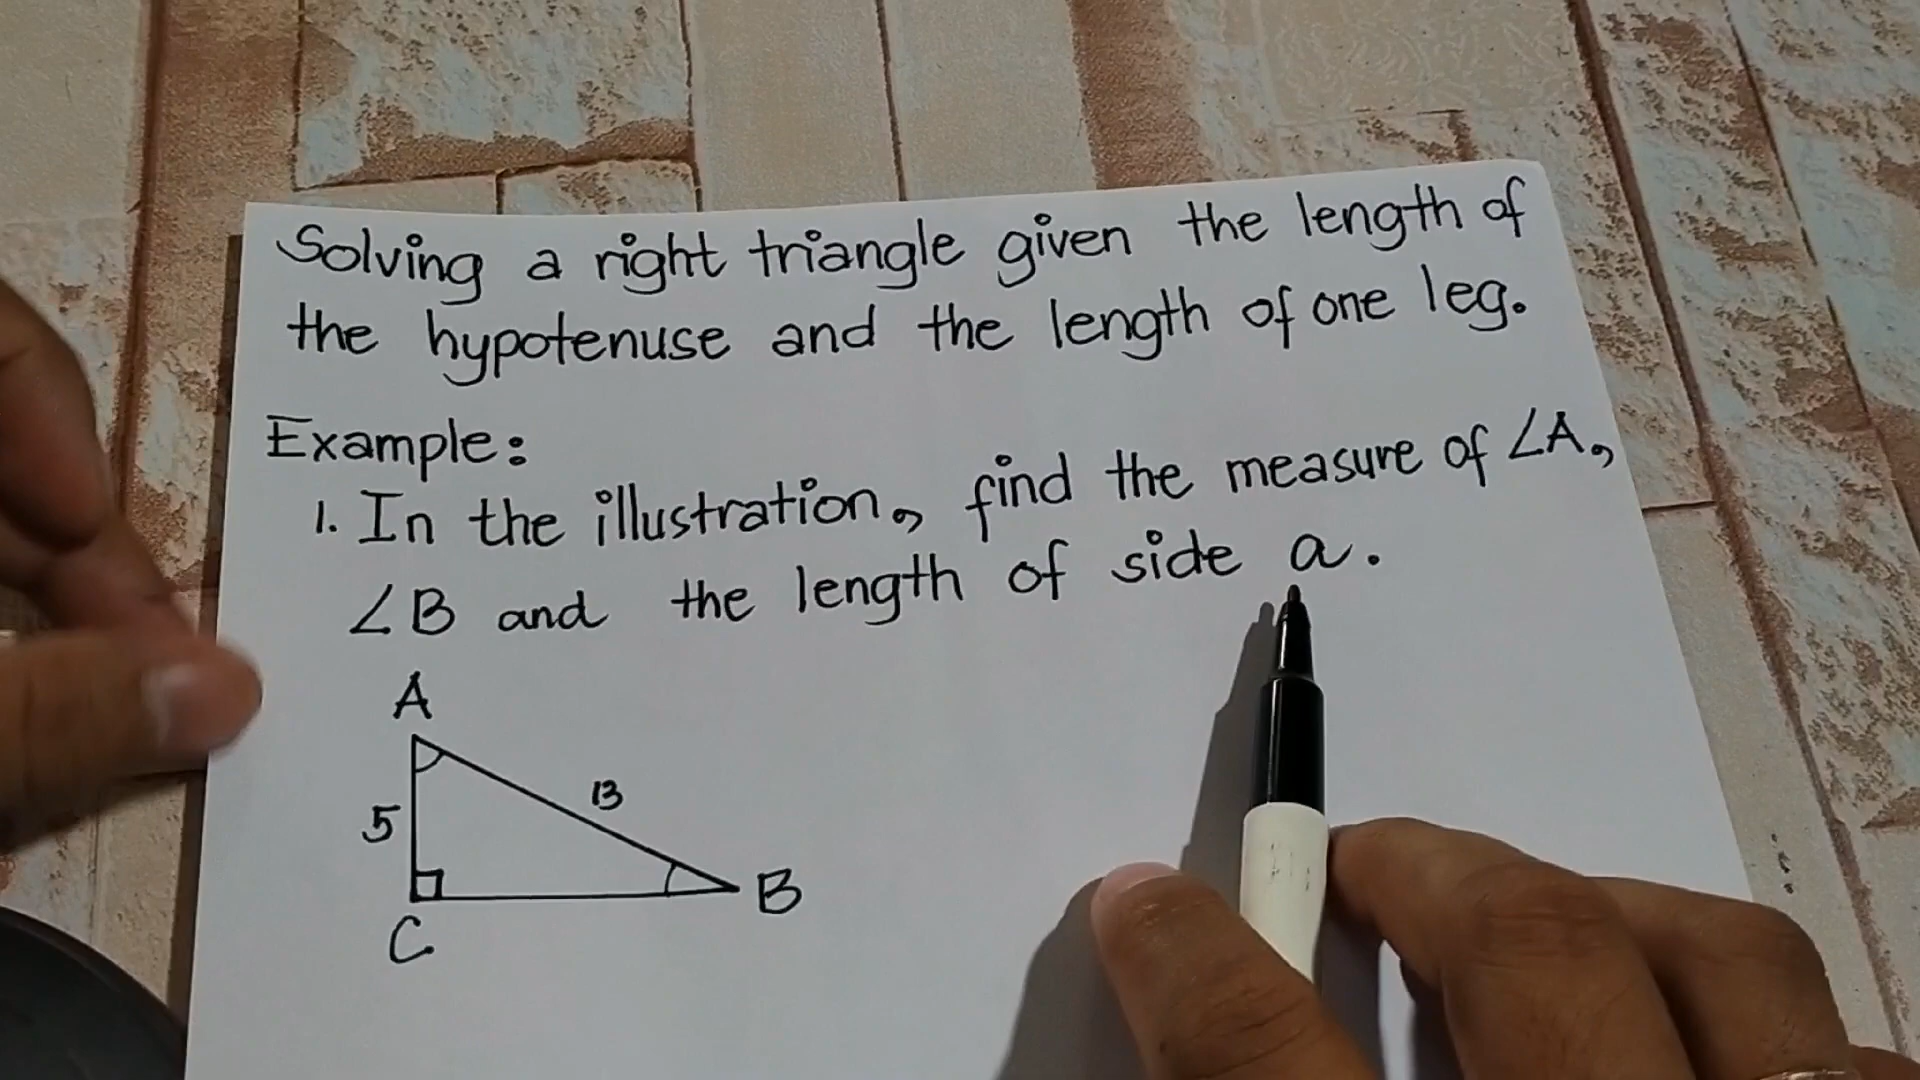 Solving a right triangle given the length of
the hypotenuse and the length of one leg.
Example:
1. In the illustration, find the measure of ∠A,
∠B and the length of side a.
A
13
5
B
C